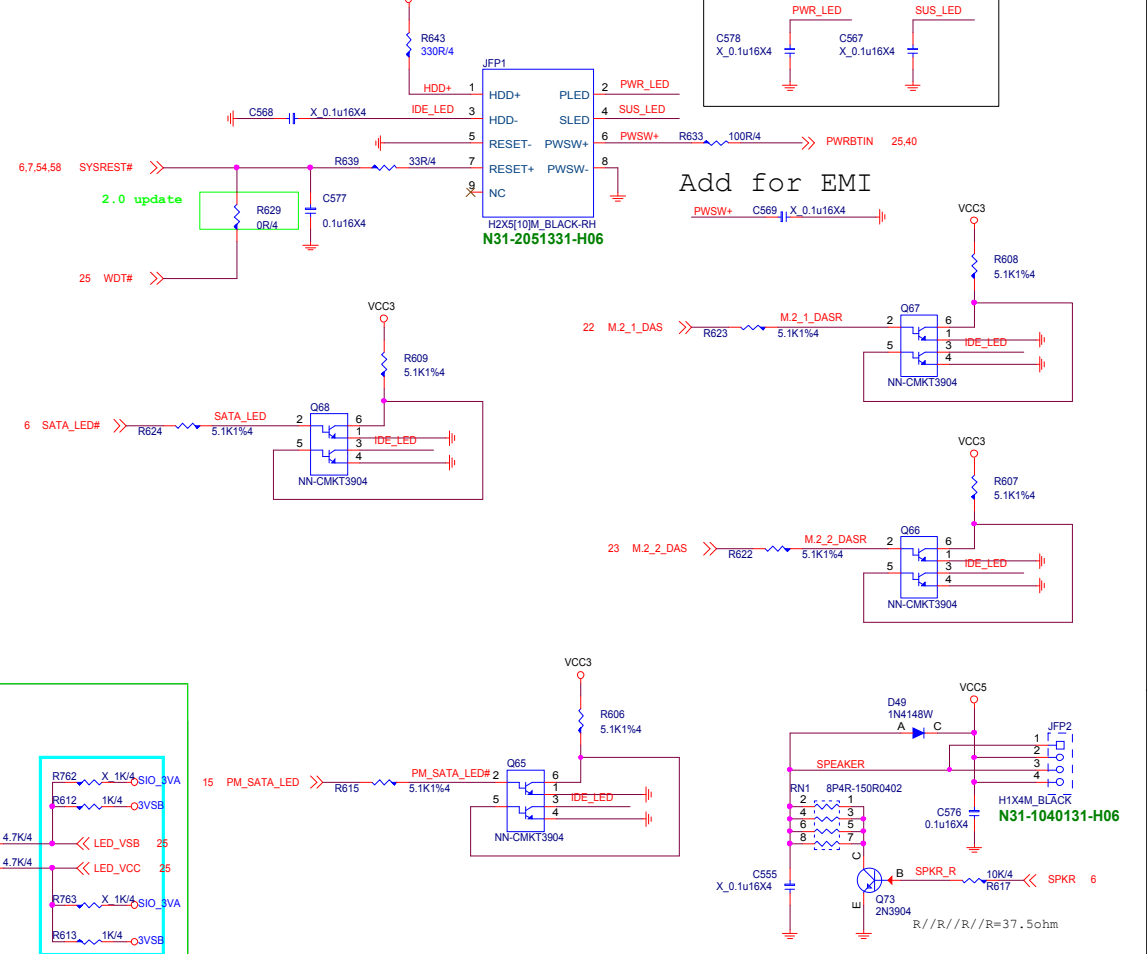 PWR_LED
SUS_LED
C578
X_0.1u16X4
C567
X_0.1u16X4
R643
330R/4
JFP1
HDD+
1
HDD+
PLED
2
PWR_LED
C568
X_0.1u16X4
IDE_LED
3
HDD-
SLED
4
SUS_LED
5
RESET-
PWSW+
6
PWSW+
R633
100R/4
PWRBTIN
25,40
6,7,54,58
SYSREST#
R639
33R/4
7
RESET+
PWSW-
8
9
NC
H2X5[10]M_BLACK-RH
N31-2051331-H06
2.0 update
R629
0R/4
C577
0.1u16X4
25
WDT#
Add for EMI
PWSW+
C569
X_0.1u16X4
VCC3
R608
5.1K1%4
22
M.2_1_DAS
R623
M.2_1_DASR
5.1K1%4
Q67
2
5
6
1
3
4
IDE_LED
NN-CMKT3904
VCC3
R609
5.1K1%4
6
SATA_LED#
R624
SATA_LED
5.1K1%4
Q68
2
5
6
1
3
4
IDE_LED
NN-CMKT3904
VCC3
R607
5.1K1%4
23
M.2_2_DAS
R622
M.2_2_DASR
5.1K1%4
Q66
2
5
6
1
3
4
IDE_LED
NN-CMKT3904
VCC3
R606
5.1K1%4
15
PM_SATA_LED
R615
PM_SATA_LED#
5.1K1%4
Q65
2
5
6
1
3
4
IDE_LED
NN-CMKT3904
R762
X_1K/4
SIO_3VA
R612
1K/4
3VSB
4.7K/4
LED_VSB
25
4.7K/4
LED_VCC
25
R763
X_1K/4
SIO_3VA
R613
1K/4
3VSB
VCC5
D49
1N4148W
A
C
JFP2
1
2
3
4
SPEAKER
H1X4M_BLACK
N31-1040131-H06
C576
0.1u16X4
RN1
8P4R-150R0402
2
1
4
3
6
5
8
7
C555
X_0.1u16X4
C
B
E
Q73
2N3904
SPKR_R
10K/4
R617
SPKR
6
R//R//R//R=37.5ohm